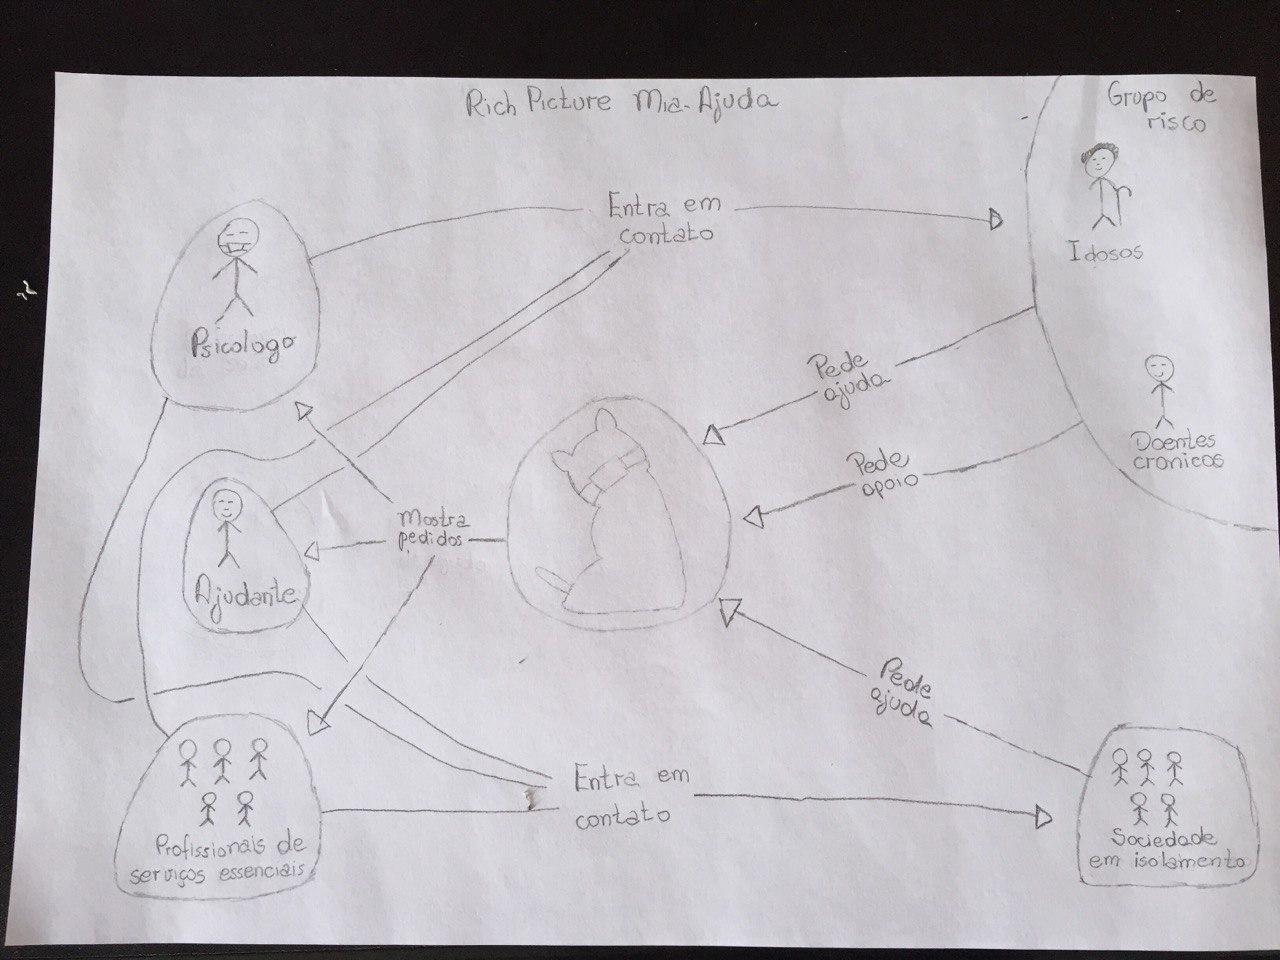 Rich Picture Mia-Ajuda
Grupo de
risco
Idosos
Entra em
contato
Psicologo
Pede
ajuda
Doentes
cronicos
Pede
apoio
Mostra
pedidos
Ajudante
Pede
ajuda
Entra em
contato
Profissionais de
serviços essenciais
Sociedade
em isolamento